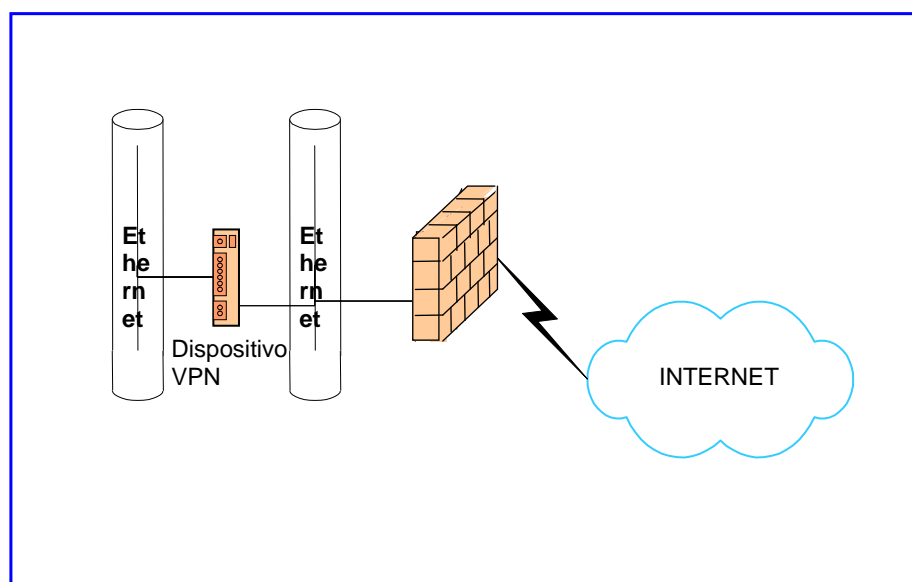 Et
he
rn
et
Et
he
rn
et
Dispositivo
VPN
INTERNET